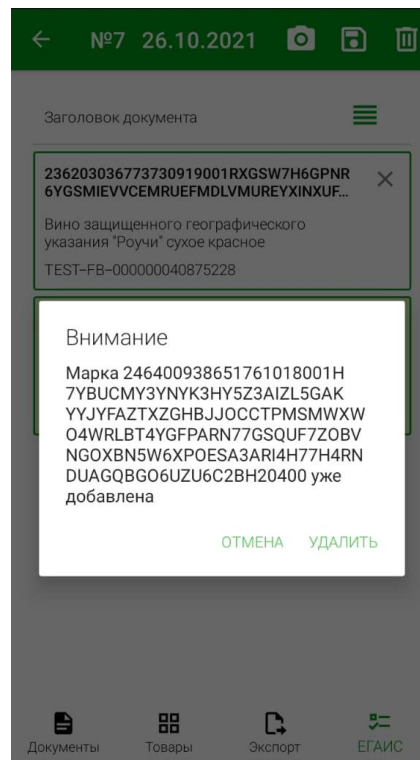 №7 26.10.2021
Заголовок документа
236203036773730919001RXGSW7H6GPNR
6YGSMIEVVCEMRUEFMDLVMUREYXINXUF...
Вино защищенного географического
указания "Роучи" сухое красное
TEST-FB-000000040875228
Внимание
Марка 246400938651761018001H
7YBUCMY3YNYK3HY5Z3AIZL5GAK
YYJYFAZTXZGHBJJOCCTPMSMWXW
O4WRLBT4YGFPARN77GSQUF7ZOBV
NGOXBN5W6XPOESA3ARI4H77H4RN
DUAGQBGO6UZU6C2BH20400 уже
добавлена
ОТМЕНА УДАЛИТЬ
Документы Товары Экспорт ЕГАИС